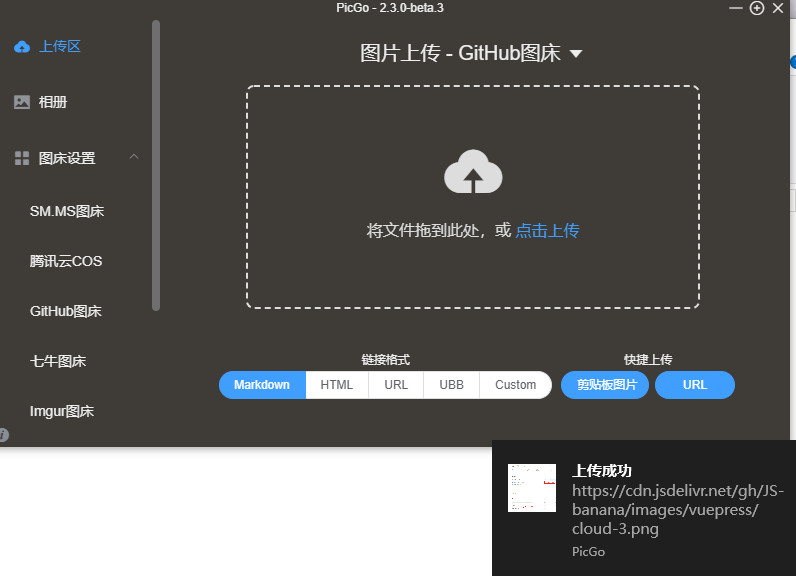 PicGo - 2.3.0-beta.3
上传区
相册
图床设置
SM.MS图床
腾讯云COS
GitHub图床
七牛图床
Imgur图床
图片上传 - GitHub图床
将文件拖到此处，或 点击上传
链接格式
Markdown HTML URL UBB Custom
快捷上传
剪贴板图片 URL
上传成功
https://cdn.jsdelivr.net/gh/JS-
banana/images/vuepress/
cloud-3.png
PicGo